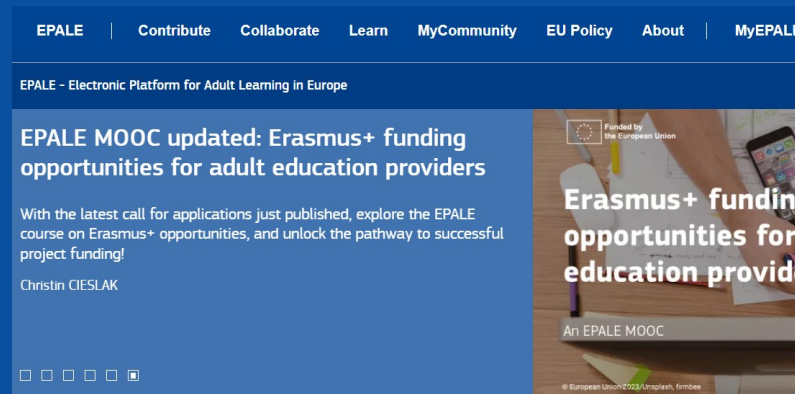 EPALE Contribute Collaborate Learn MyCommunity EU Policy About
EPALE - Electronic Platform for Adult Learning in Europe
EPALE MOOC updated: Erasmus+ funding
opportunities for adult education providers
With the latest call for applications just published, explore the EPALE
course on Erasmus+ opportunities, and unlock the pathway to successful
project funding!
Christin CIESLAK
Funded by
the European Union
Erasmus+
opportunities for
education
An EPALE MOOC
© European Union 2023/Unsplash, firmbee